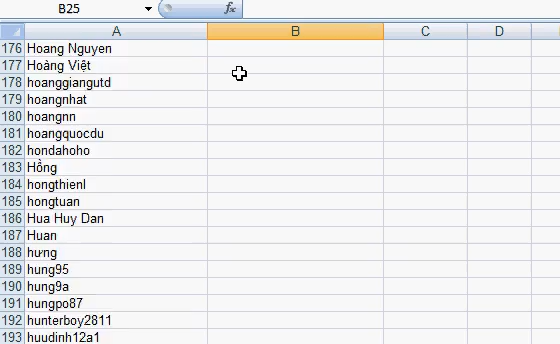 B25 fx
A B C D
176 Hoang Nguyen
177 Hoàng Việt
178 hoanggiangutd
179 hoangnhat
180 hoangnn
181 hoangquocdu
182 hondahoho
183 Hồng
184 hongthienl
185 hongtuan
186 Hua Huy Dan
187 Huan
188 hưng
189 hung95
190 hung9a
191 hungpo87
192 hunterboy2811
193 huudinh12a1